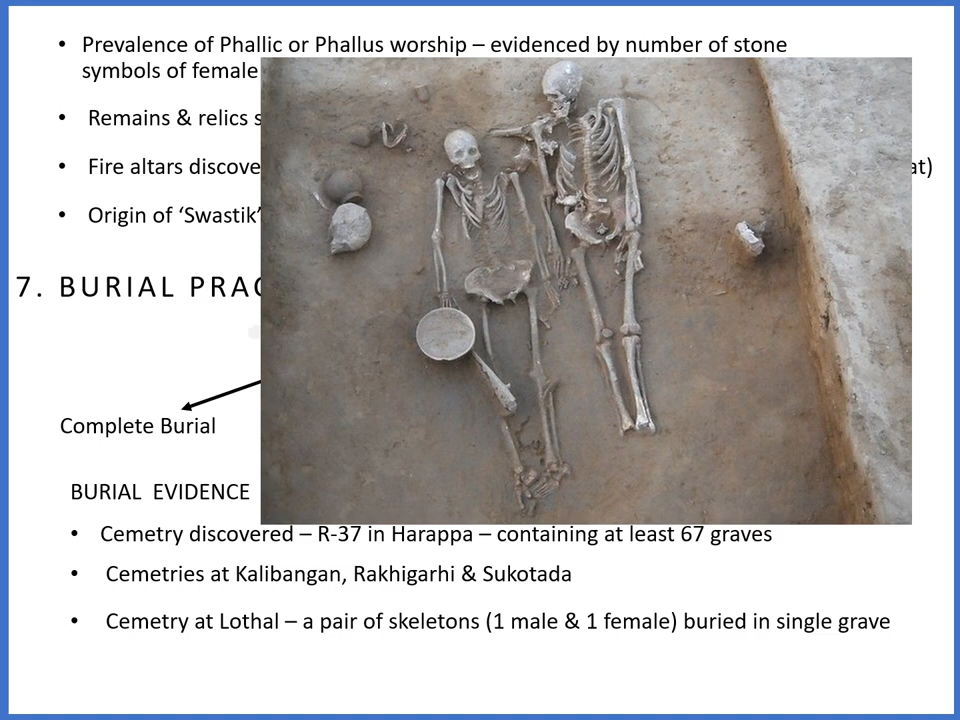 • Prevalence of Phallic or Phallus worship – evidenced by number of stone
symbols of female
• Remains & relics
• Fire altars at)
• Origin of ‘Swastik’
7. BURIAL
Complete Burial
BURIAL EVIDENCE
• Cemetry discovered – R-37 in Harappa – containing at least 67 graves
• Cemetries at Kalibangan, Rakhigarhi & Sukotada
• Cemetry at Lothal – a pair of skeletons (1 male & 1 female) buried in single grave